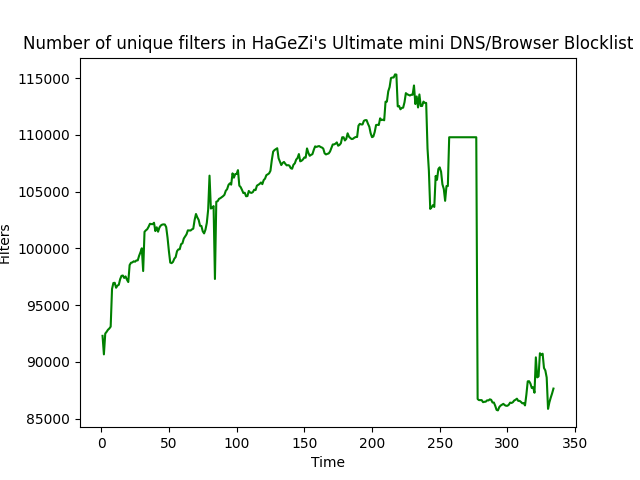 Number of unique filters in HaGeZi's Ultimate mini DNS/Browser Blocklist
115000
110000
105000
100000
95000
90000
85000
Filters
0 50 100 150 200 250 300 350
Time